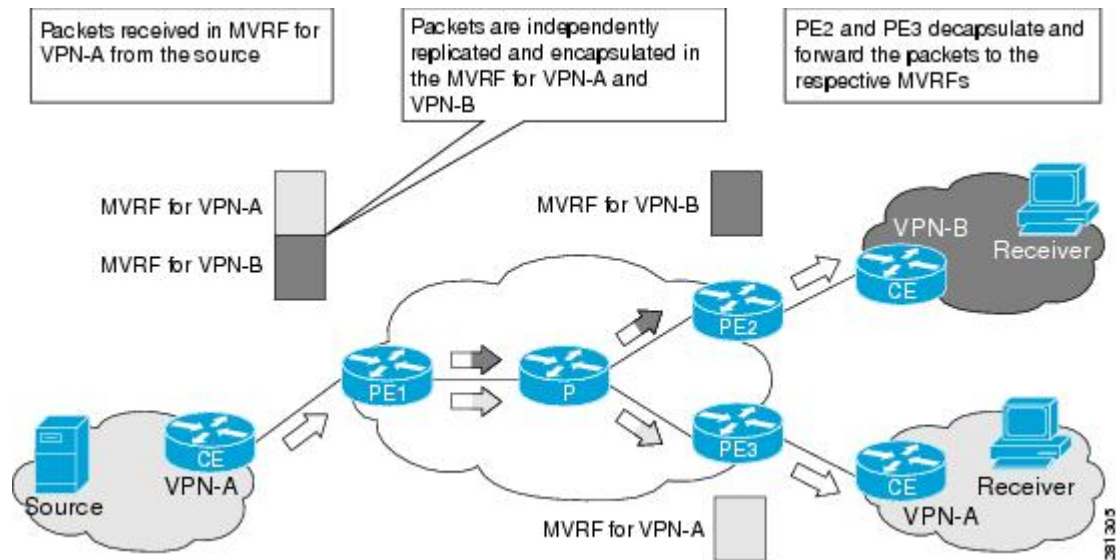 Packets received in MVRF for
VPN-A from the source
Packets are independently
replicated and encapsulated in
the MVRF for VPN-A and
VPN-B
PE2 and PE3 decapsulate and
forward the packets to the
respective MVRFs
MVRF for VPN-A
MVRF for VPN-B
MVRF for VPN-B
VPN-B
Receiver
CE
PE2
PE1
P
PE3
CE
VPN-A
Source
CE
Receiver
VPN-A
MVRF for VPN-A
381305